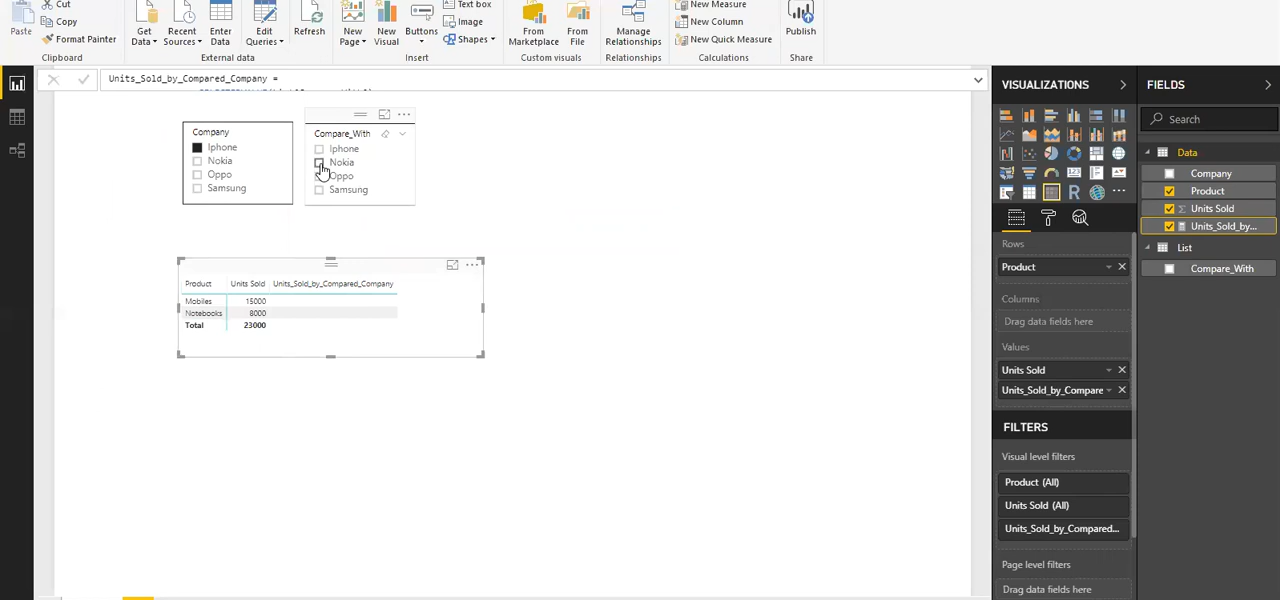 Cut
Copy
Format Painter
Paste
Clipboard
Get Data
Recent Sources
Enter Data
Edit Queries
Refresh
External data
New Page
New Visual
Buttons
Text box
Image
Shapes
Insert
From Marketplace
From File
Custom visuals
Manage Relationships
Relationships
New Measure
New Column
New Quick Measure
Calculations
Publish
Share
Units_Sold_by_Compared_Company =
Company
Iphone
Nokia
Oppo
Samsung
Compare_With
Iphone
Nokia
Oppo
Samsung
Product Units Sold Units_Sold_by_Compared_Company
Mobiles 15000
Notebooks 8000
Total 23000
VISUALIZATIONS
R
Rows
Product
Columns
Drag data fields here
Values
Units Sold
Units_Sold_by_Compare
FILTERS
Visual level filters
Product (All)
Units Sold (All)
Units_Sold_by_Compared...
Page level filters
Drag data fields here
FIELDS
Search
Data
Company
Product
Units Sold
Units_Sold_by...
List
Compare_With